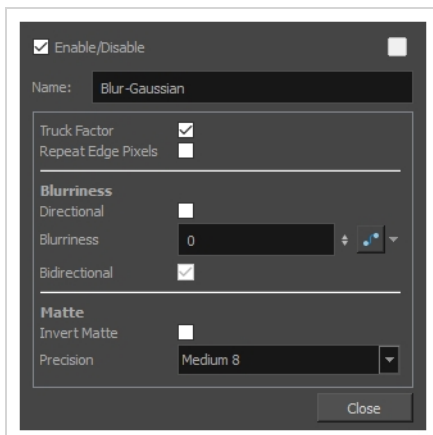 Enable/Disable
Name: Blur-Gaussian
Truck Factor
Repeat Edge Pixels
Blurriness
Directional
Blurriness 0
Bidirectional
Matte
Invert Matte
Precision Medium 8
Close